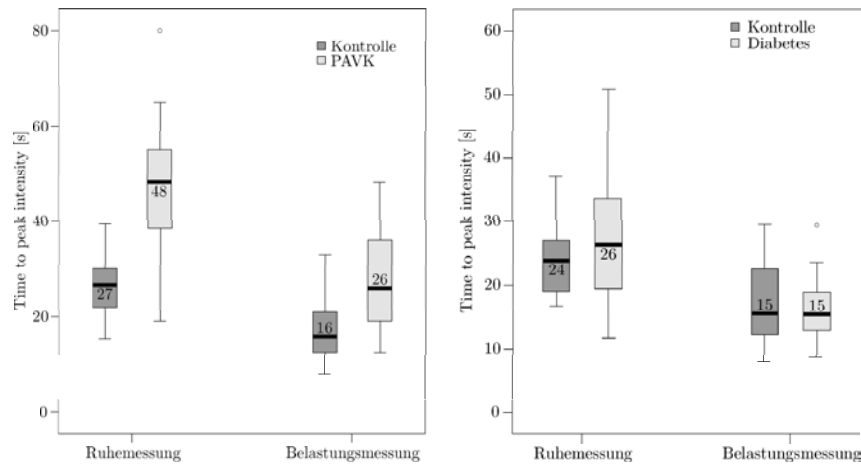 Time to peak intensity [s]
80
60
40
20
0
Kontrolle
PAVK
27
48
16
26
Ruhemessung
Belastungsmessung
Time to peak intensity [s]
60
50
40
30
20
10
0
Kontrolle
Diabetes
24
26
15
15
Ruhemessung
Belastungsmessung